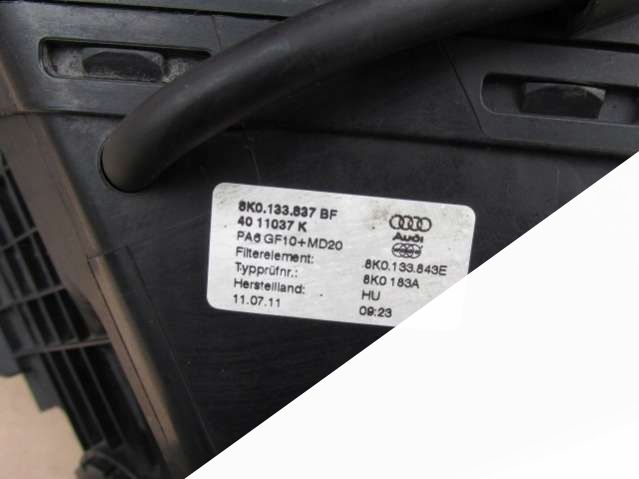 8K0.133.837 BF
40 11037 K
PA6 GF10+MD20
Audi
Filterelement: 8K0.133.843E
Typprüfnr.: 8K0 183A
Herstelland: HU
11.07.11 09:23